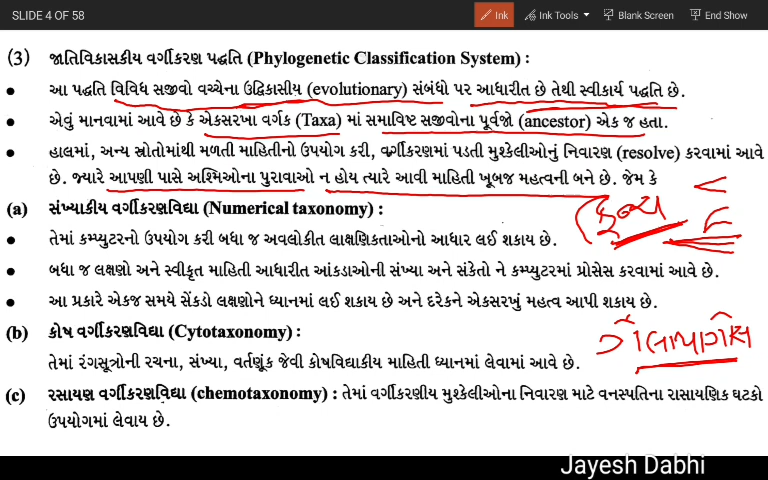 SLIDE 4 OF 58
Ink
Ink Tools
Blank Screen
End Show
(3) જાતિવિકાસકીય વર્ગીકરણ પદ્ધતિ (Phylogenetic Classification System) :
• આ પદ્ધતિ વિવિધ સજીવો વચ્ચેના ઉદ્વિકાસીય (evolutionary) સંબંધો પર આધારીત છે તેથી સ્વીકાર્ય પદ્ધતિ છે.
• એવું માનવામાં આવે છે કે એકસરખા વર્ગક (Taxa) માં સમાવિષ્ટ સજીવોના પૂર્વજો (ancestor) એક જ હતા.
• હાલમાં, અન્ય સ્રોતોમાંથી મળતી માહિતીનો ઉપયોગ કરી, વર્ગીકરણમાં પડતી મુશ્કેલીઓનું નિવારણ (resolve) કરવામાં આવે
છે. જ્યારે આપણી પાસે અશ્મિઓના પુરાવાઓ ન હોય ત્યારે આવી માહિતી ખૂબજ મહત્વની બને છે. જેમ કે
(a) સંખ્યાકીય વર્ગીકરણવિદ્યા (Numerical taxonomy) :
• તેમાં કમ્પ્યુટરનો ઉપયોગ કરી બધા જ અવલોકીત લાક્ષણિકતાઓનો આધાર લઈ શકાય છે.
• બધા જ લક્ષણો અને સ્વીકૃત માહિતી આધારીત આંકડાઓની સંખ્યા અને સંકેતો ને કમ્પ્યુટરમાં પ્રોસેસ કરવામાં આવે છે.
• આ પ્રકારે એકજ સમયે સેંકડો લક્ષણોને ધ્યાનમાં લઈ શકાય છે અને દરેકને એકસરખું મહત્વ આપી શકાય છે.
(b) કોષ વર્ગીકરણવિદ્યા (Cytotaxonomy) :
તેમાં રંગસૂત્રોની રચના, સંખ્યા, વર્તણૂંક જેવી કોષવિદ્યાકીય માહિતી ધ્યાનમાં લેવામાં આવે છે.
(c) રસાયણ વર્ગીકરણવિદ્યા (chemotaxonomy) : તેમાં વર્ગીકરણીય મુશ્કેલીઓના નિવારણ માટે વનસ્પતિના રાસાયણિક ઘટકો
ઉપયોગમાં લેવાય છે.
Jayesh Dabhi